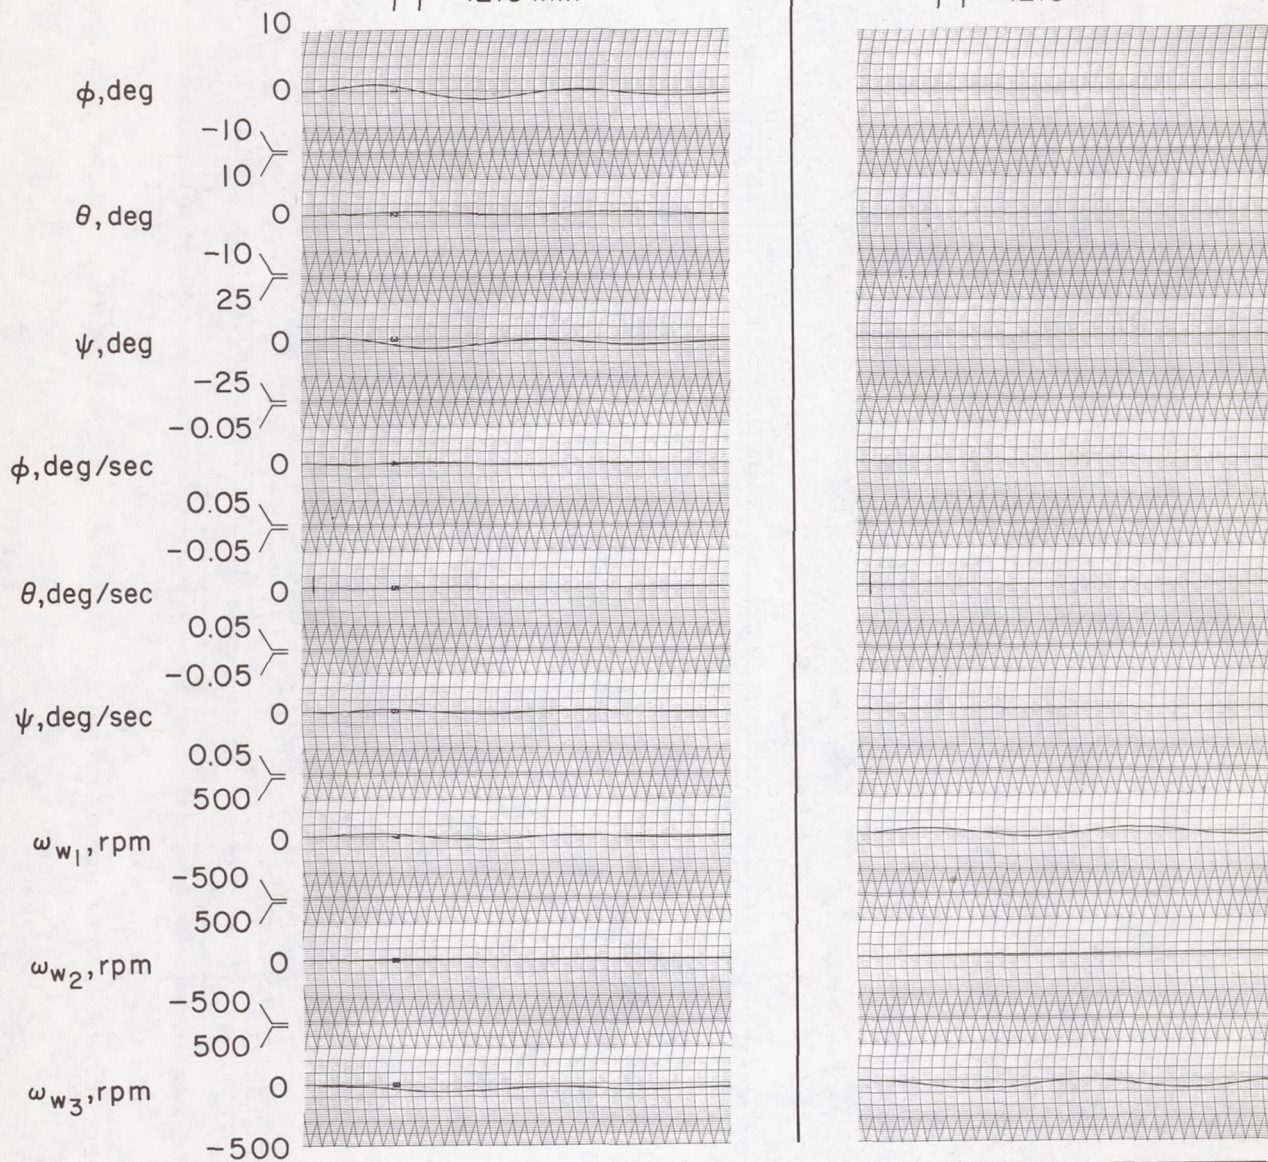 10
ϕ,deg 0
-10
10
θ,deg 0
-10
25
ψ,deg 0
-25
-0.05
ϕ,deg/sec 0
0.05
-0.05
θ,deg/sec 0
0.05
-0.05
ψ,deg/sec 0
0.05
500
ωw1,rpm 0
-500
500
ωw2,rpm 0
-500
500
ωw3,rpm 0
-500